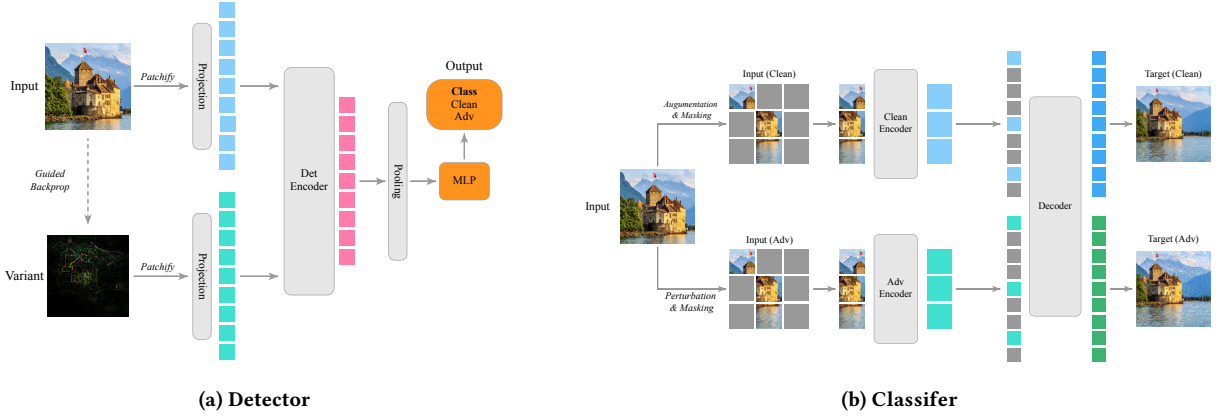 Input
Patchify
Projection
Guided
Backprop
Variant
Patchify
Projection
Det
Encoder
Pooling
Output
Class
Clean
Adv
MLP
(a) Detector
Input
Augumentation
& Masking
Input (Clean)
Clean
Encoder
Decoder
Target (Clean)
Perturbation
& Masking
Input (Adv)
Adv
Encoder
Target (Adv)
(b) Classifer